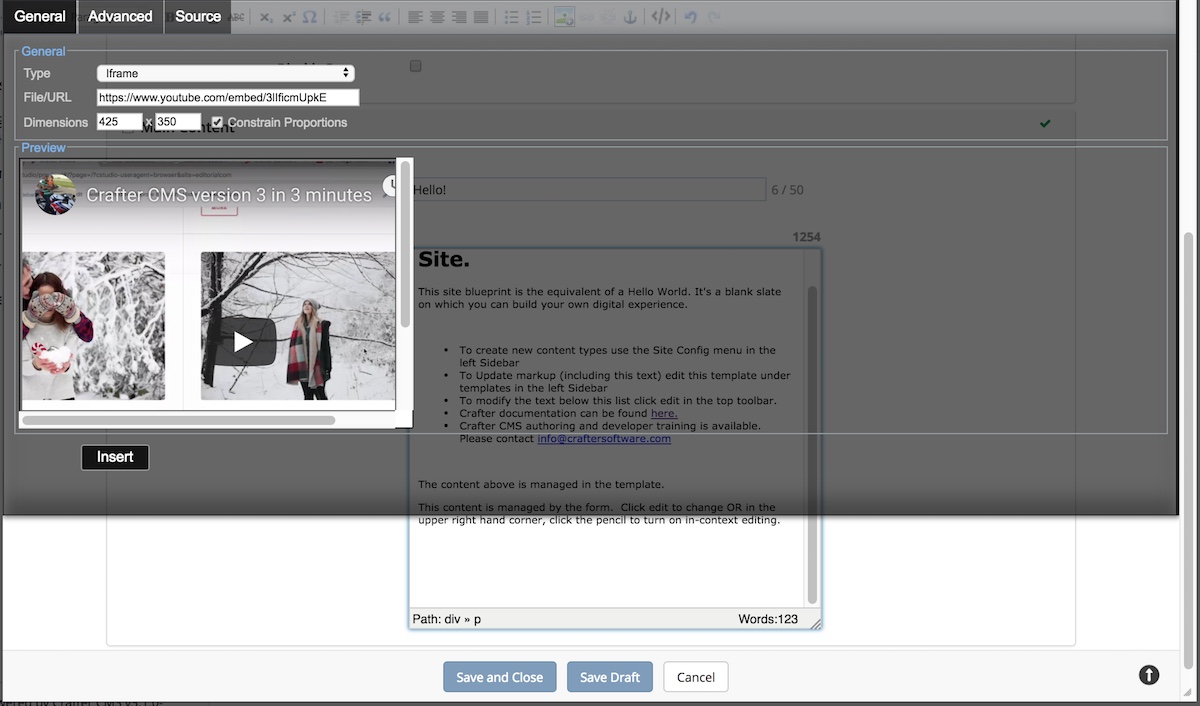 General Advanced Source
General
Type Iframe
File/URL https://www.youtube.com/embed/3lIficmUpkE
Dimensions 425 x 350 Constrain Proportions
Main Content
Preview
Crafter CMS version 3 in 3 minutes
Hello! 6 / 50
1254
Site.
This site blueprint is the equivalent of a Hello World. It's a blank slate
on which you can build your own digital experience.
• To create new content types use the Site Config menu in the
left Sidebar
• To Update markup (including this text) edit this template under
templates in the left Sidebar
• To modify the text below this list click edit in the top toolbar.
• Crafter documentation can be found here.
• Crafter CMS authoring and developer training is available.
Please contact info@craftersoftware.com
Insert
The content above is managed in the template.
This content is managed by the form. Click edit to change OR in the
upper right hand corner, click the pencil to turn on in-context editing.
Path: div » p Words:123
Save and Close Save Draft Cancel